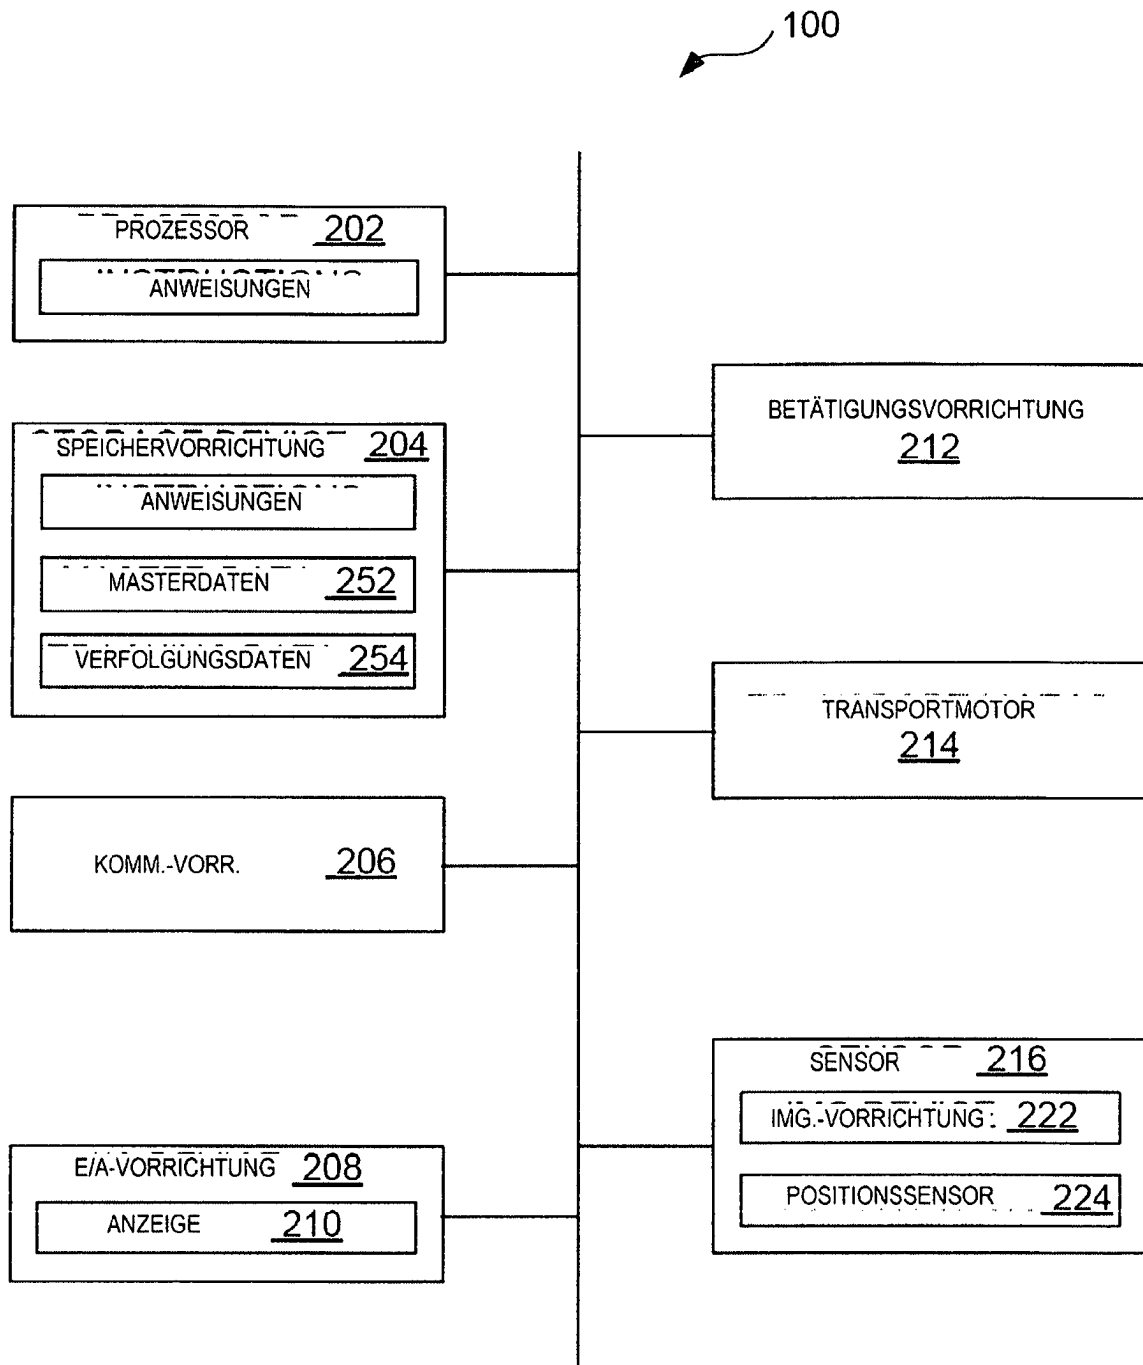 100
PROZESSOR 202
ANWEISUNGEN
SPEICHERVORRICHTUNG 204
ANWEISUNGEN
MASTERDATEN 252
VERFOLGUNGSDATEN 254
KOMM.-VORR. 206
E/A-VORRICHTUNG 208
ANZEIGE 210
BETÄTIGUNGSVORRICHTUNG
212
TRANSPORTMOTOR
214
SENSOR 216
IMG.-VORRICHTUNG : 222
POSITIONSSENSOR 224